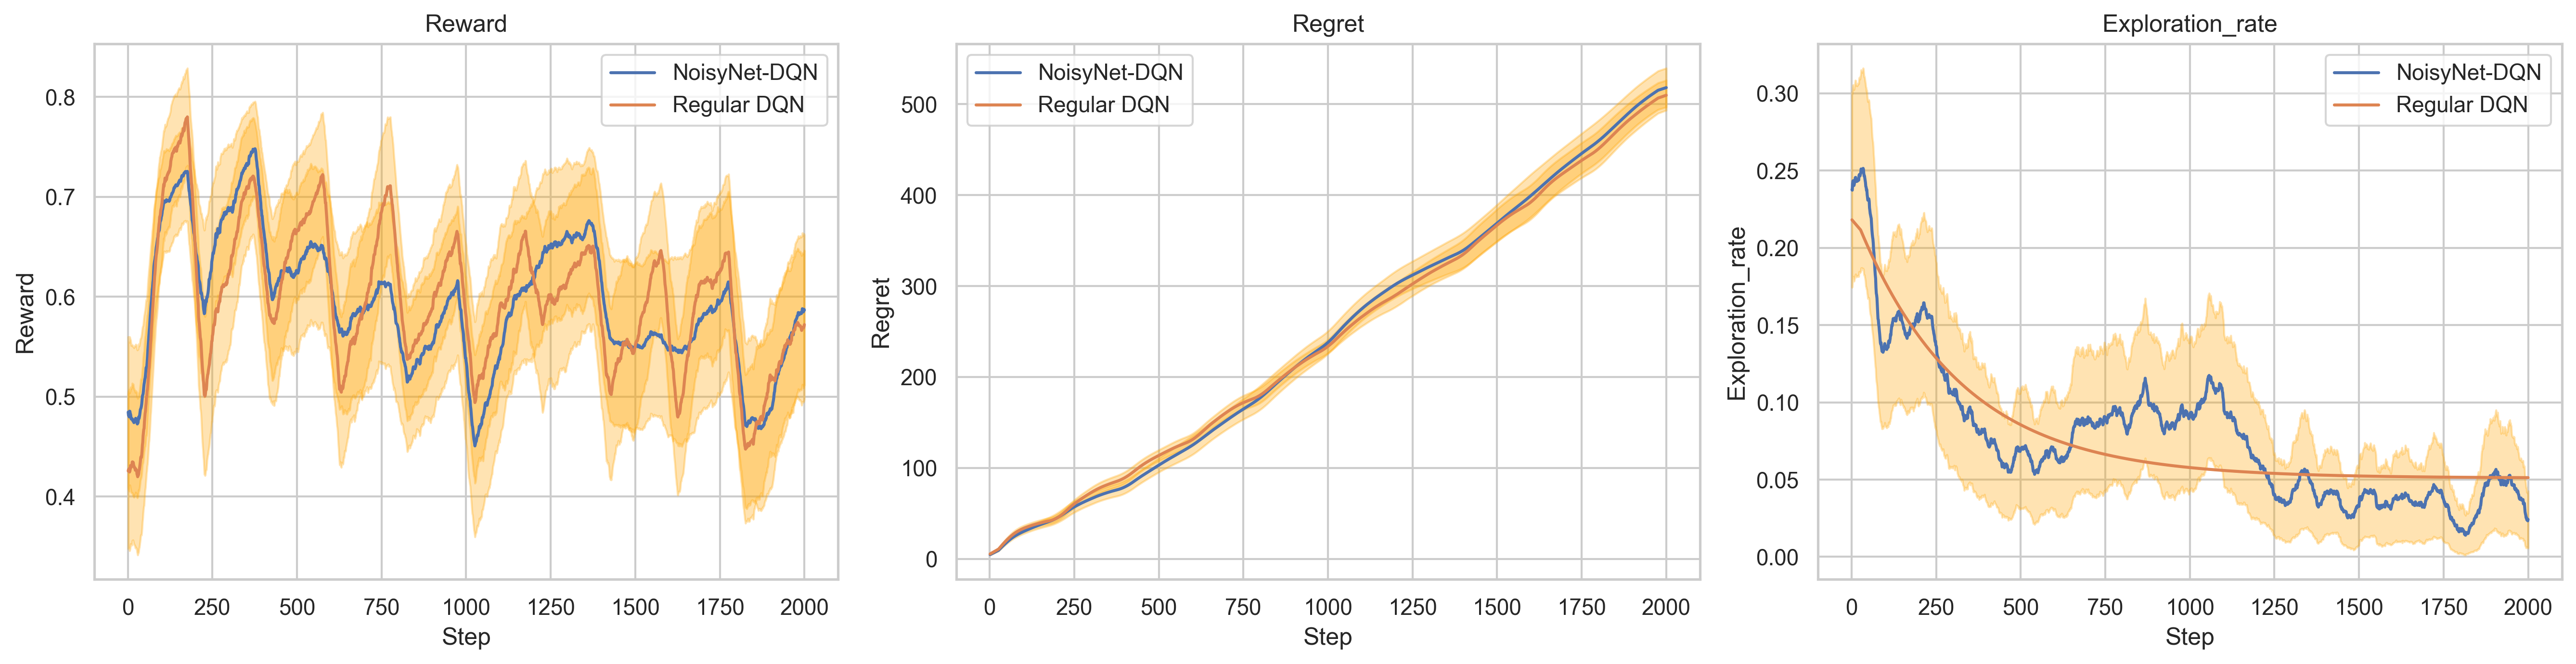 Reward
Reward
0.8
0.7
0.6
0.5
0.4
NoisyNet-DQN
Regular DQN
0 250 500 750 1000 1250 1500 1750 2000
Step
Regret
Regret
500
400
300
200
100
0
NoisyNet-DQN
Regular DQN
0 250 500 750 1000 1250 1500 1750 2000
Step
Exploration_rate
Exploration_rate
0.30
0.25
0.20
0.15
0.10
0.05
0.00
NoisyNet-DQN
Regular DQN
0 250 500 750 1000 1250 1500 1750 2000
Step